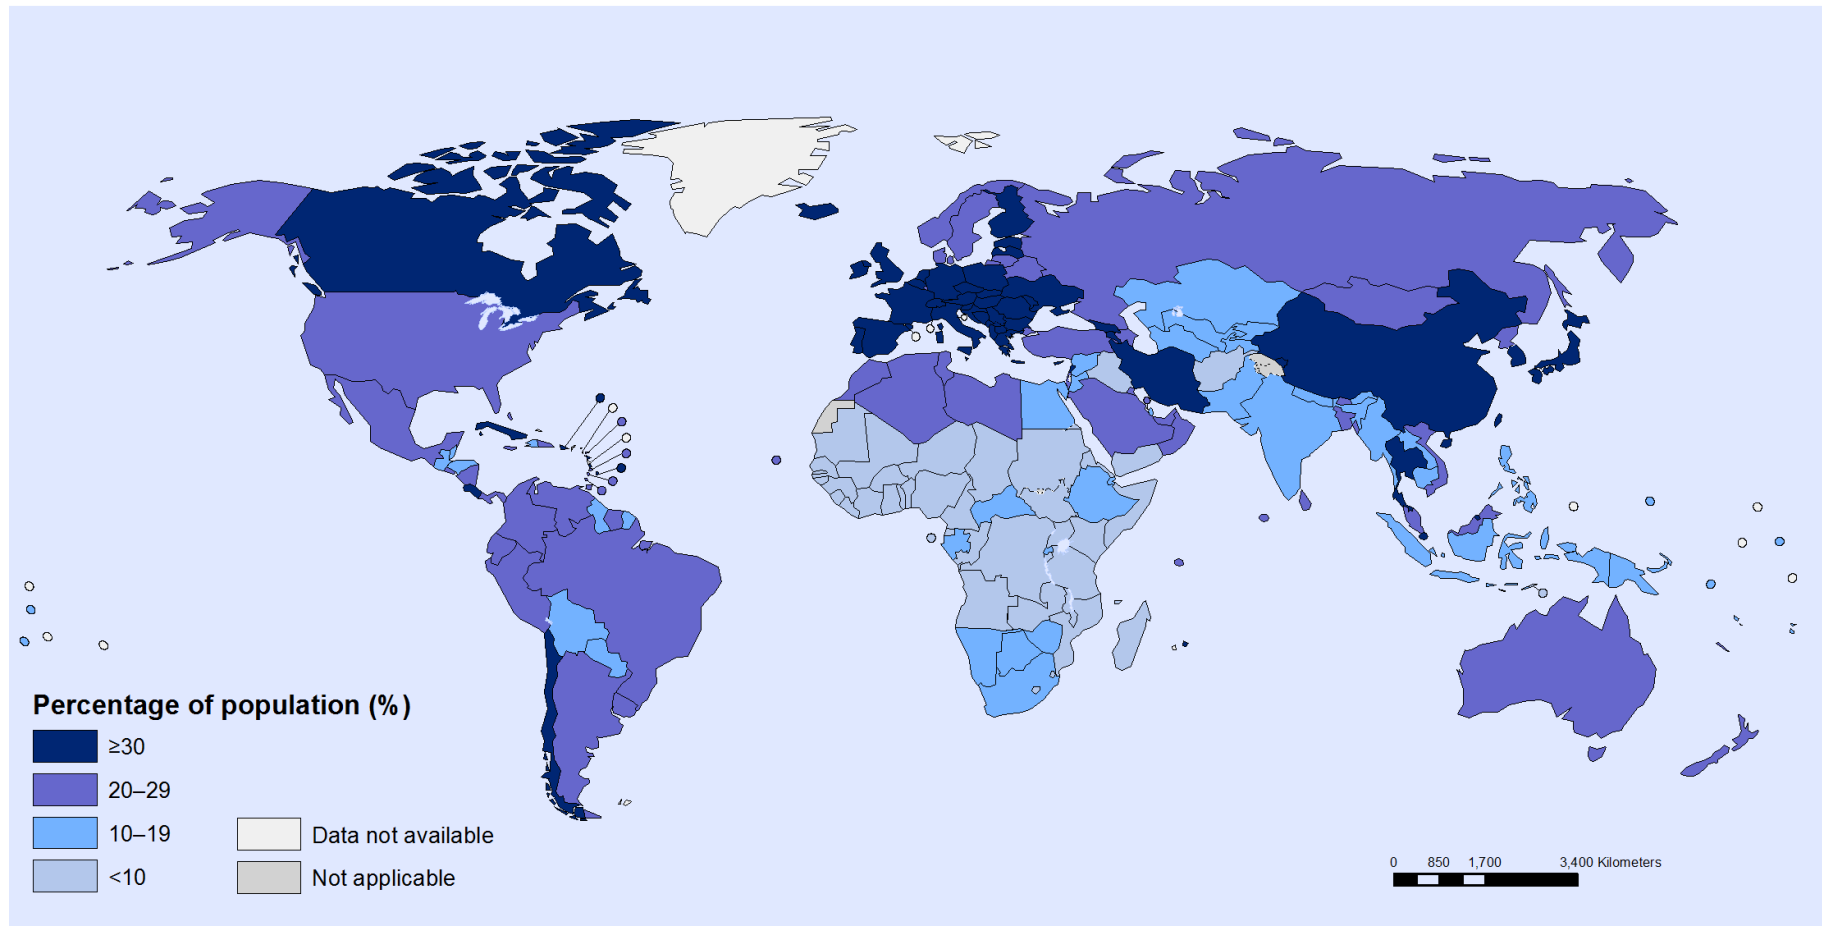 Percentage of population (%)
≥30
20–29
10–19
<10
Data not available
Not applicable
0 850 1,700 3,400 Kilometers